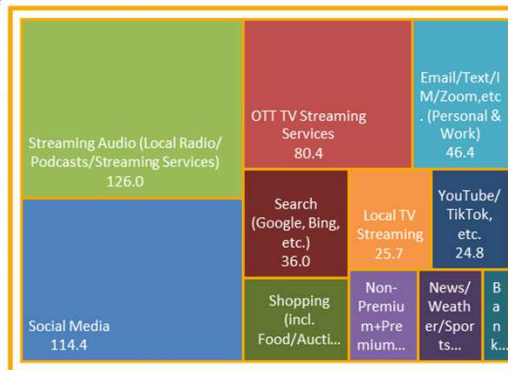 Streaming Audio (Local Radio/
Podcasts/Streaming Services)
126.0
Social Media
114.4
OTT TV Streaming
Services
80.4
Email/Text/I
M/Zoom,etc
. (Personal &
Work)
46.4
Search
(Google, Bing,
etc.)
36.0
Local TV
Streaming
25.7
YouTube/
TikTok,
etc.
24.8
Shopping
(incl.
Food/Aucti...
Non-
Premiu
m+Pre
mium...
News/
Weath
er/Spor
ts...
B
a
n
k...